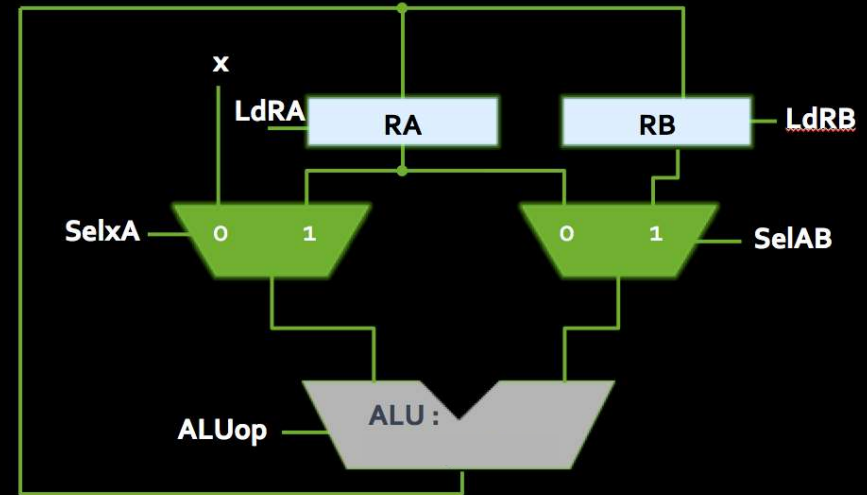 x
LdRA
RA
RB
LdRB
SelxA
0
1
0
1
SelAB
ALUop
ALU :